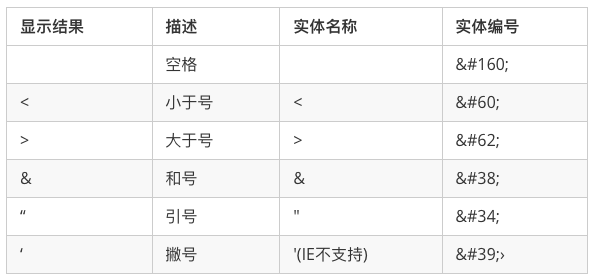 显示结果 描述 实体名称 实体编号
空格 &#160;
< 小于号 < &#60;
> 大于号 > &#62;
& 和号 & &#38;
“ 引号 " &#34;
‘ 撇号 '(IE不支持) &#39;›